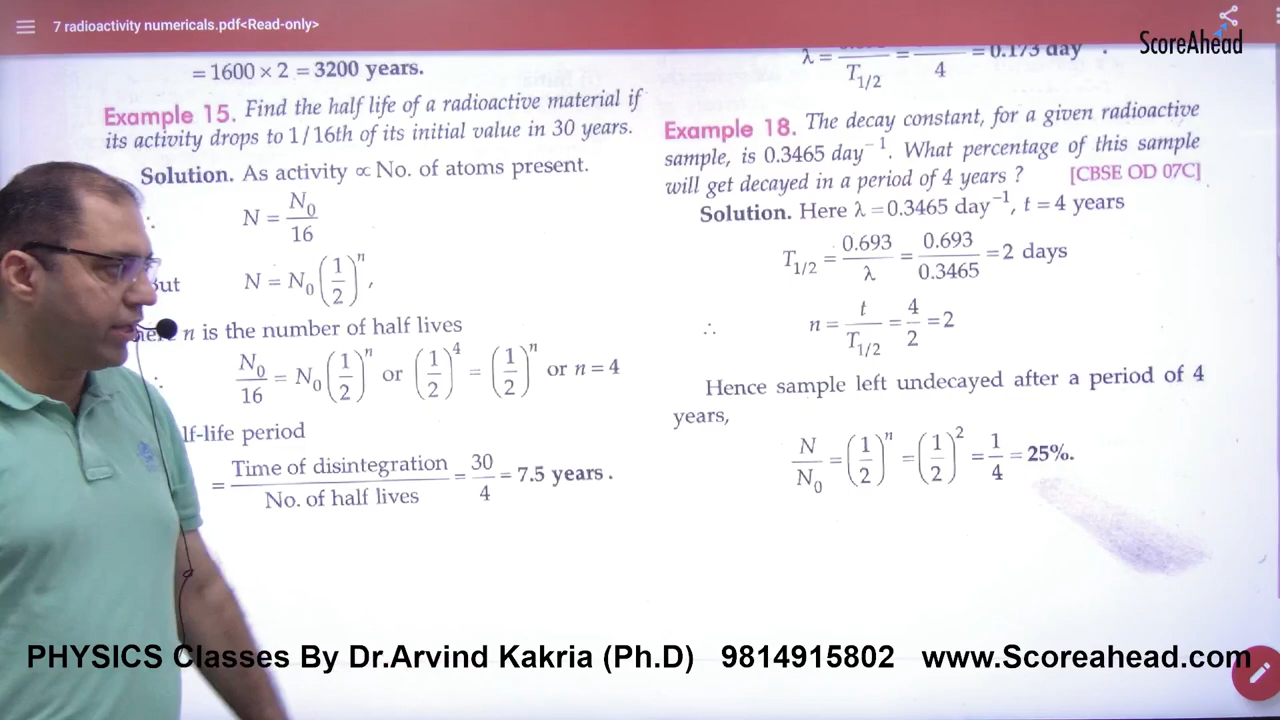 7 radioactivity numericals.pdf<Read-only>
ScoreAhead
= 1600 × 2 = 3200 years.
Example 15. Find the half life of a radioactive material if
its activity drops to 1/16th of its initial value in 30 years.
Solution. As activity ∝ No. of atoms present.
∴ N = N₀/16
But N = N₀ (1/2)ⁿ,
n is the number of half lives
∴ N₀/16 = N₀ (1/2)ⁿ or (1/2)⁴ = (1/2)ⁿ or n = 4
lf-life period
= Time of disintegration / No. of half lives = 30/4 = 7.5 years.
λ = / T₁/₂ = / 4 = 0.173 day
Example 18. The decay constant, for a given radioactive
sample, is 0.3465 day⁻¹. What percentage of this sample
will get decayed in a period of 4 years ? [CBSE OD 07C]
Solution. Here λ = 0.3465 day⁻¹, t = 4 years
T₁/₂ = 0.693/λ = 0.693/0.3465 = 2 days
∴ n = t/T₁/₂ = 4/2 = 2
Hence sample left undecayed after a period of 4
years,
N/N₀ = (1/2)ⁿ = (1/2)² = 1/4 = 25%.
PHYSICS Classes By Dr.Arvind Kakria (Ph.D) 9814915802 www.Scoreahead.com